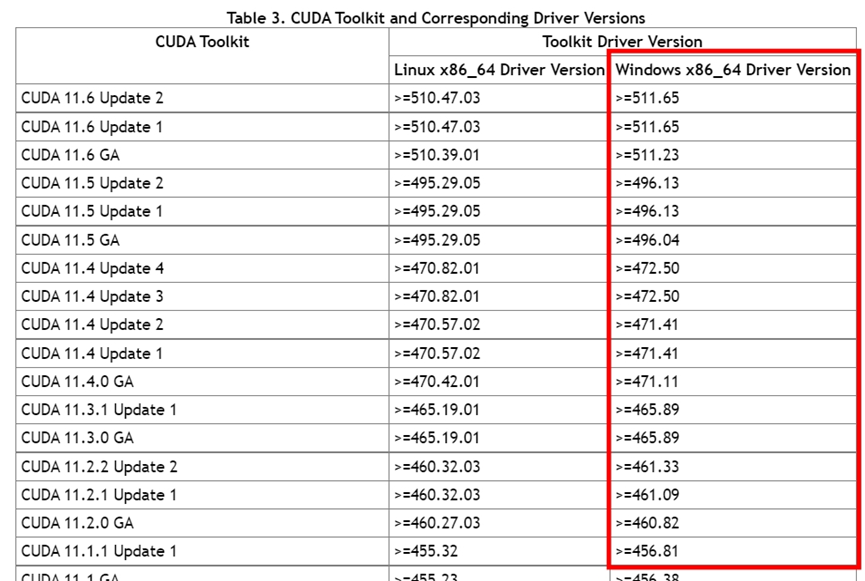 Table 3. CUDA Toolkit and Corresponding Driver Versions
CUDA Toolkit Toolkit Driver Version
Linux x86_64 Driver Version Windows x86_64 Driver Version
CUDA 11.6 Update 2 >=510.47.03 >=511.65
CUDA 11.6 Update 1 >=510.47.03 >=511.65
CUDA 11.6 GA >=510.39.01 >=511.23
CUDA 11.5 Update 2 >=495.29.05 >=496.13
CUDA 11.5 Update 1 >=495.29.05 >=496.13
CUDA 11.5 GA >=495.29.05 >=496.04
CUDA 11.4 Update 4 >=470.82.01 >=472.50
CUDA 11.4 Update 3 >=470.82.01 >=472.50
CUDA 11.4 Update 2 >=470.57.02 >=471.41
CUDA 11.4 Update 1 >=470.57.02 >=471.41
CUDA 11.4.0 GA >=470.42.01 >=471.11
CUDA 11.3.1 Update 1 >=465.19.01 >=465.89
CUDA 11.3.0 GA >=465.19.01 >=465.89
CUDA 11.2.2 Update 2 >=460.32.03 >=461.33
CUDA 11.2.1 Update 1 >=460.32.03 >=461.09
CUDA 11.2.0 GA >=460.27.03 >=460.82
CUDA 11.1.1 Update 1 >=455.32 >=456.81
CUDA 11.1 GA >=455.23 >=456.38